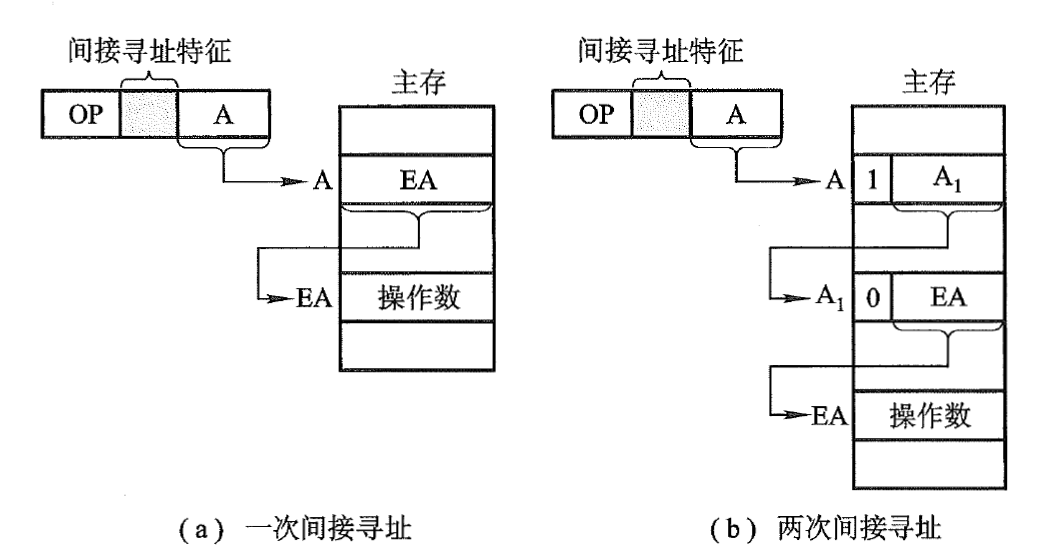 间接寻址特征
主存
OP A
A EA
EA 操作数
(a) 一次间接寻址
间接寻址特征
主存
OP A
A 1 A₁
A₁ 0 EA
EA 操作数
(b) 两次间接寻址